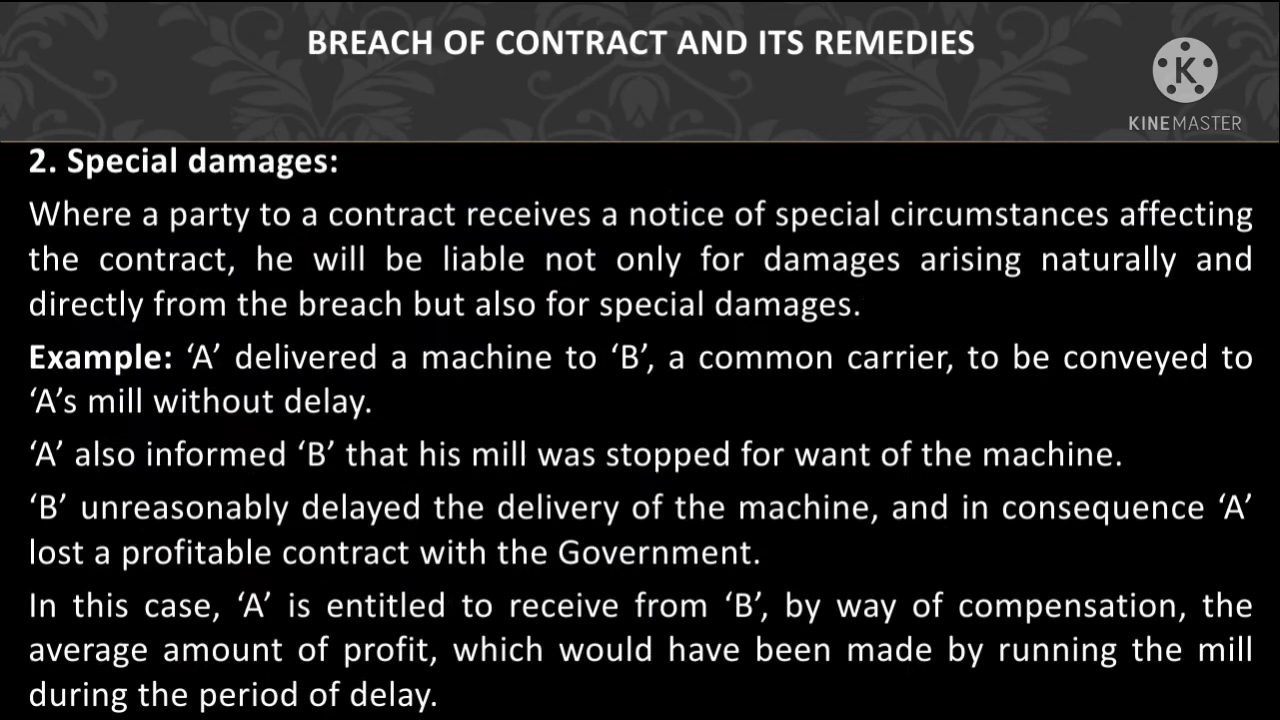 BREACH OF CONTRACT AND ITS REMEDIES
K
KINEMASTER
2. Special damages:
Where a party to a contract receives a notice of special circumstances affecting
the contract, he will be liable not only for damages arising naturally and
directly from the breach but also for special damages.
Example: ‘A’ delivered a machine to ‘B’, a common carrier, to be conveyed to
‘A’s mill without delay.
‘A’ also informed ‘B’ that his mill was stopped for want of the machine.
‘B’ unreasonably delayed the delivery of the machine, and in consequence ‘A’
lost a profitable contract with the Government.
In this case, ‘A’ is entitled to receive from ‘B’, by way of compensation, the
average amount of profit, which would have been made by running the mill
during the period of delay.